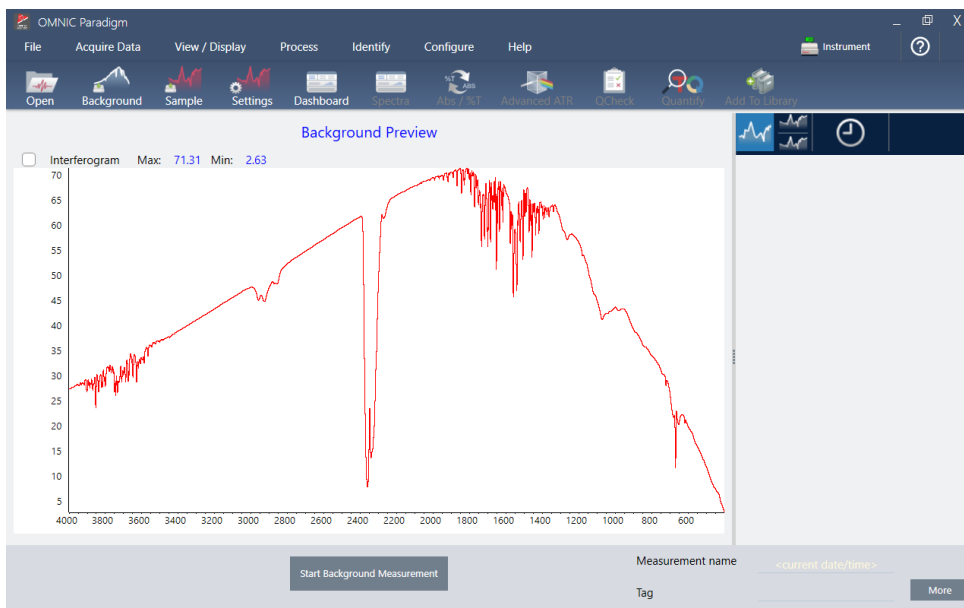 OMNIC Paradigm
File Acquire Data View / Display Process Identify Configure Help Instrument
Open Background Sample Settings Dashboard Spectra Abs / %T Advanced ATR QCheck Quantify Add To Library
Background Preview
Interferogram Max: 71.31 Min: 2.63
70
65
60
55
50
45
40
35
30
25
20
15
10
5
4000 3800 3600 3400 3200 3000 2800 2600 2400 2200 2000 1800 1600 1400 1200 1000 800 600
Start Background Measurement
Measurement name <current date/time>
Tag
More